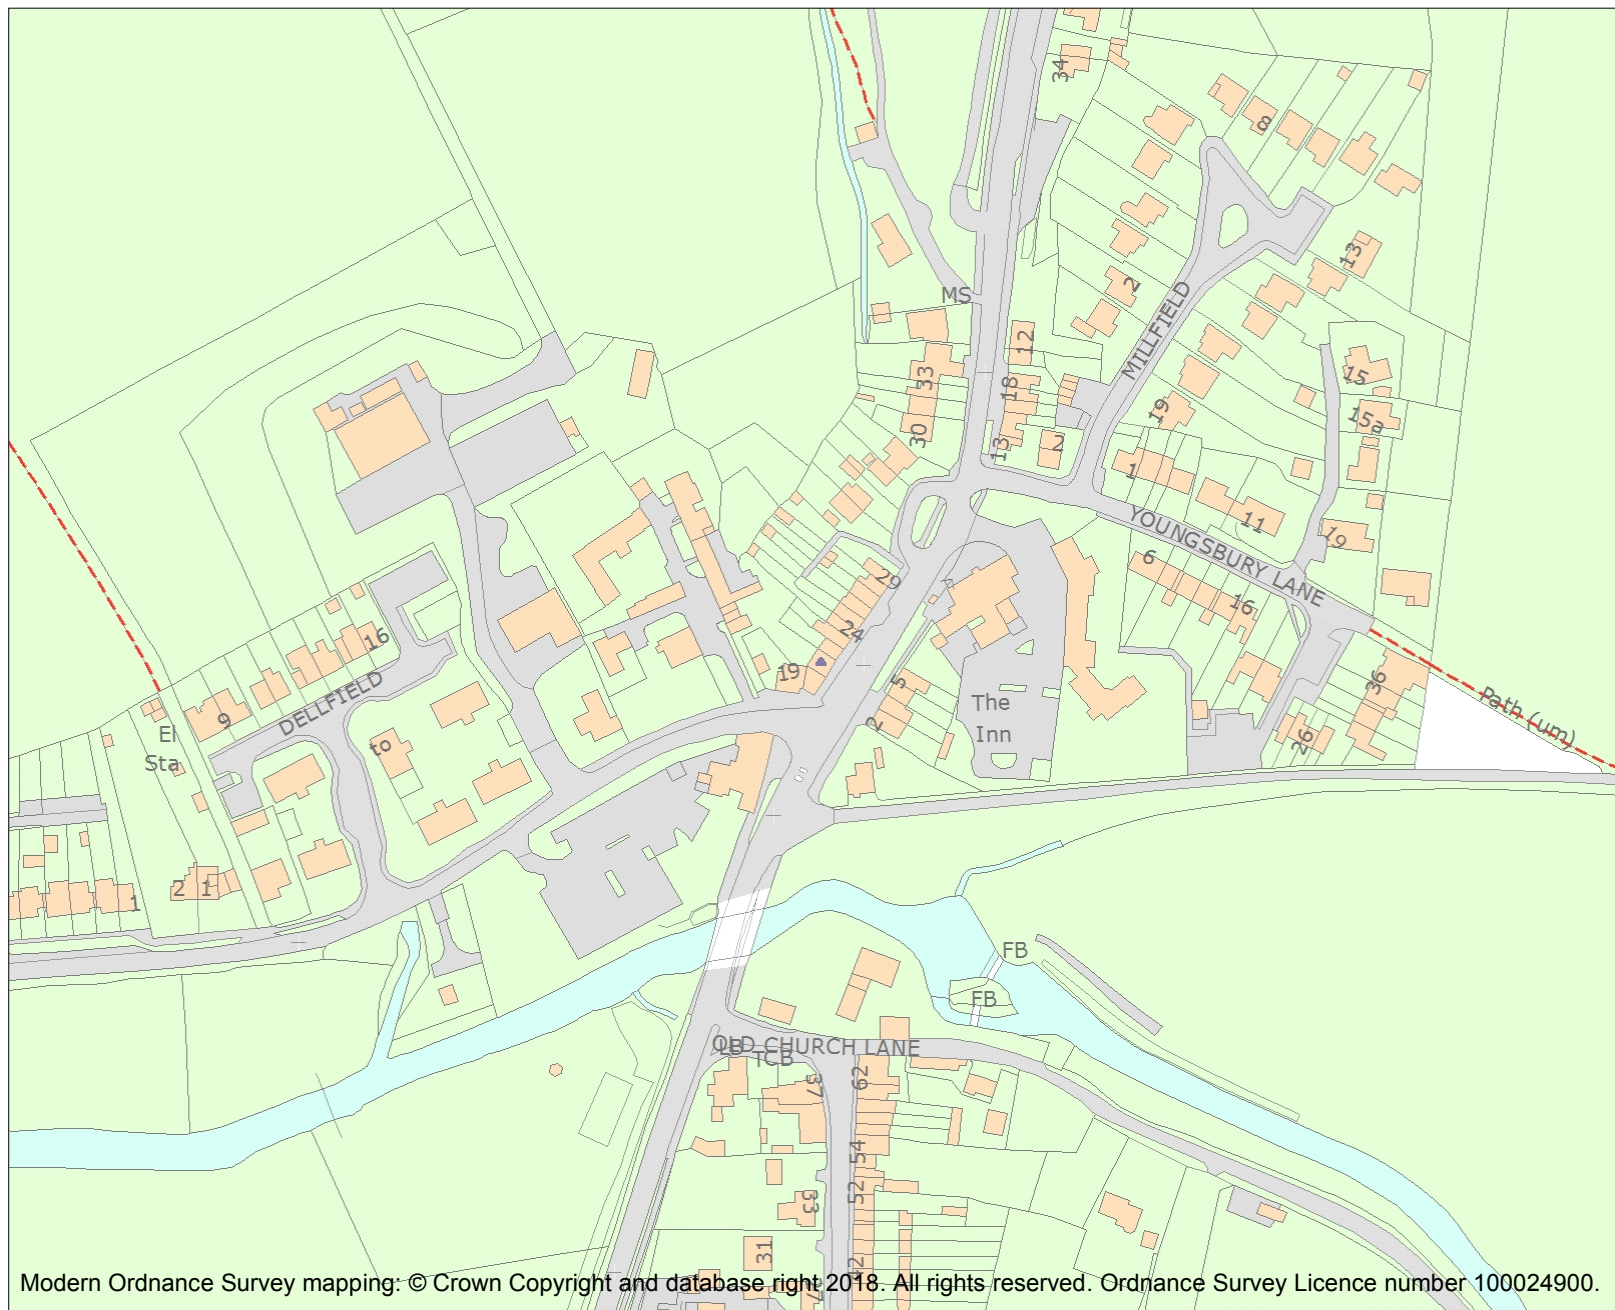 34
8
13
2
MILLFIELD
MS
12
33
18
30
13
2
15
15a
19
1
11
19
YOUNGSBURY LANE
6
16
29
24
19
5
2
The
Inn
36
26
Path (um)
16
DELLFIELD
9
to
El
Sta
2 1
1
FB
FB
OLD CHURCH LANE
LB
TCB
37
62
54
52
33
31
42
37
Modern Ordnance Survey mapping: © Crown Copyright and database right 2018. All rights reserved. Ordnance Survey Licence number 100024900.